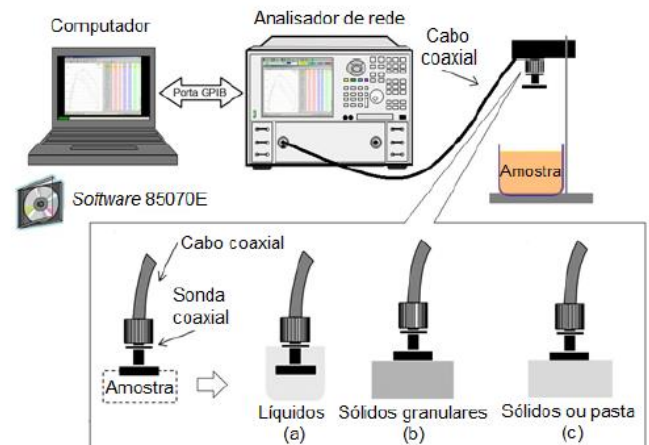 Computador
Analisador de rede
Cabo
coaxial
Porta GPIB
Amostra
Software 85070E
Cabo coaxial
Sonda
coaxial
Amostra
Líquidos
(a)
Sólidos granulares
(b)
Sólidos ou pasta
(c)